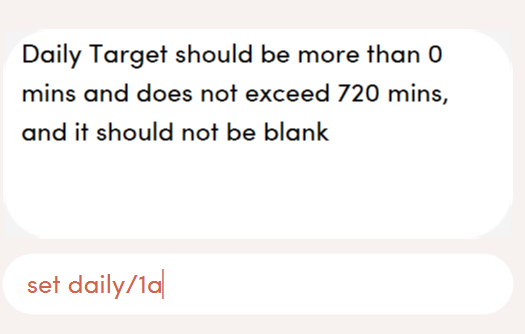 Daily Target should be more than 0
mins and does not exceed 720 mins,
and it should not be blank
set daily/1a